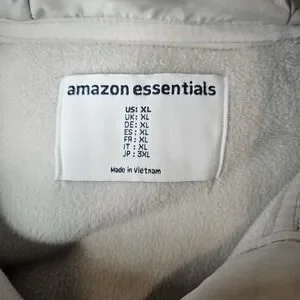 amazon essentials
US: XL
UK: XL
DE: XL
ES: XL
FR: XL
IT : XL
JP : 3XL
Made in Vietnam